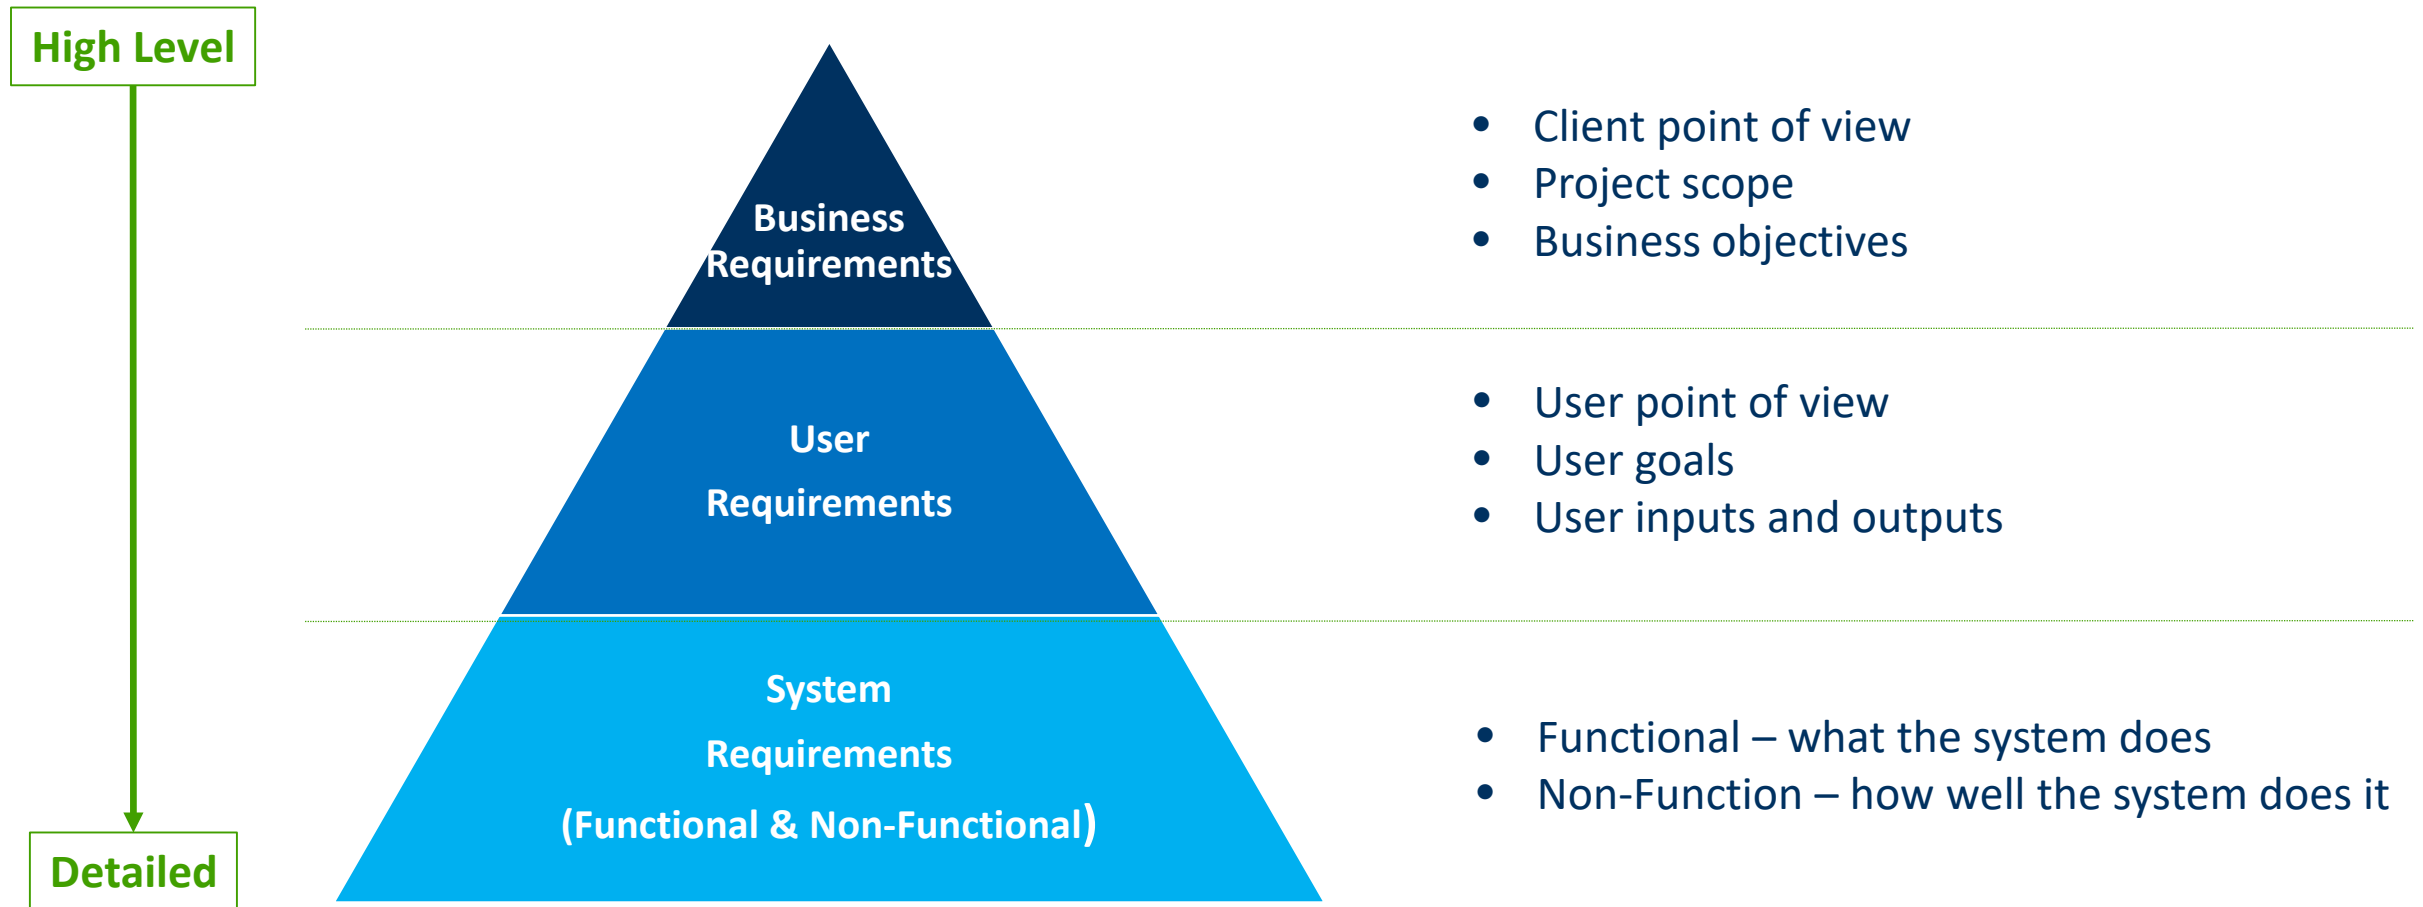 High Level
Business
Requirements
• Client point of view
• Project scope
• Business objectives
User
Requirements
• User point of view
• User goals
• User inputs and outputs
System
Requirements
(Functional & Non-Functional)
• Functional – what the system does
• Non-Function – how well the system does it
Detailed